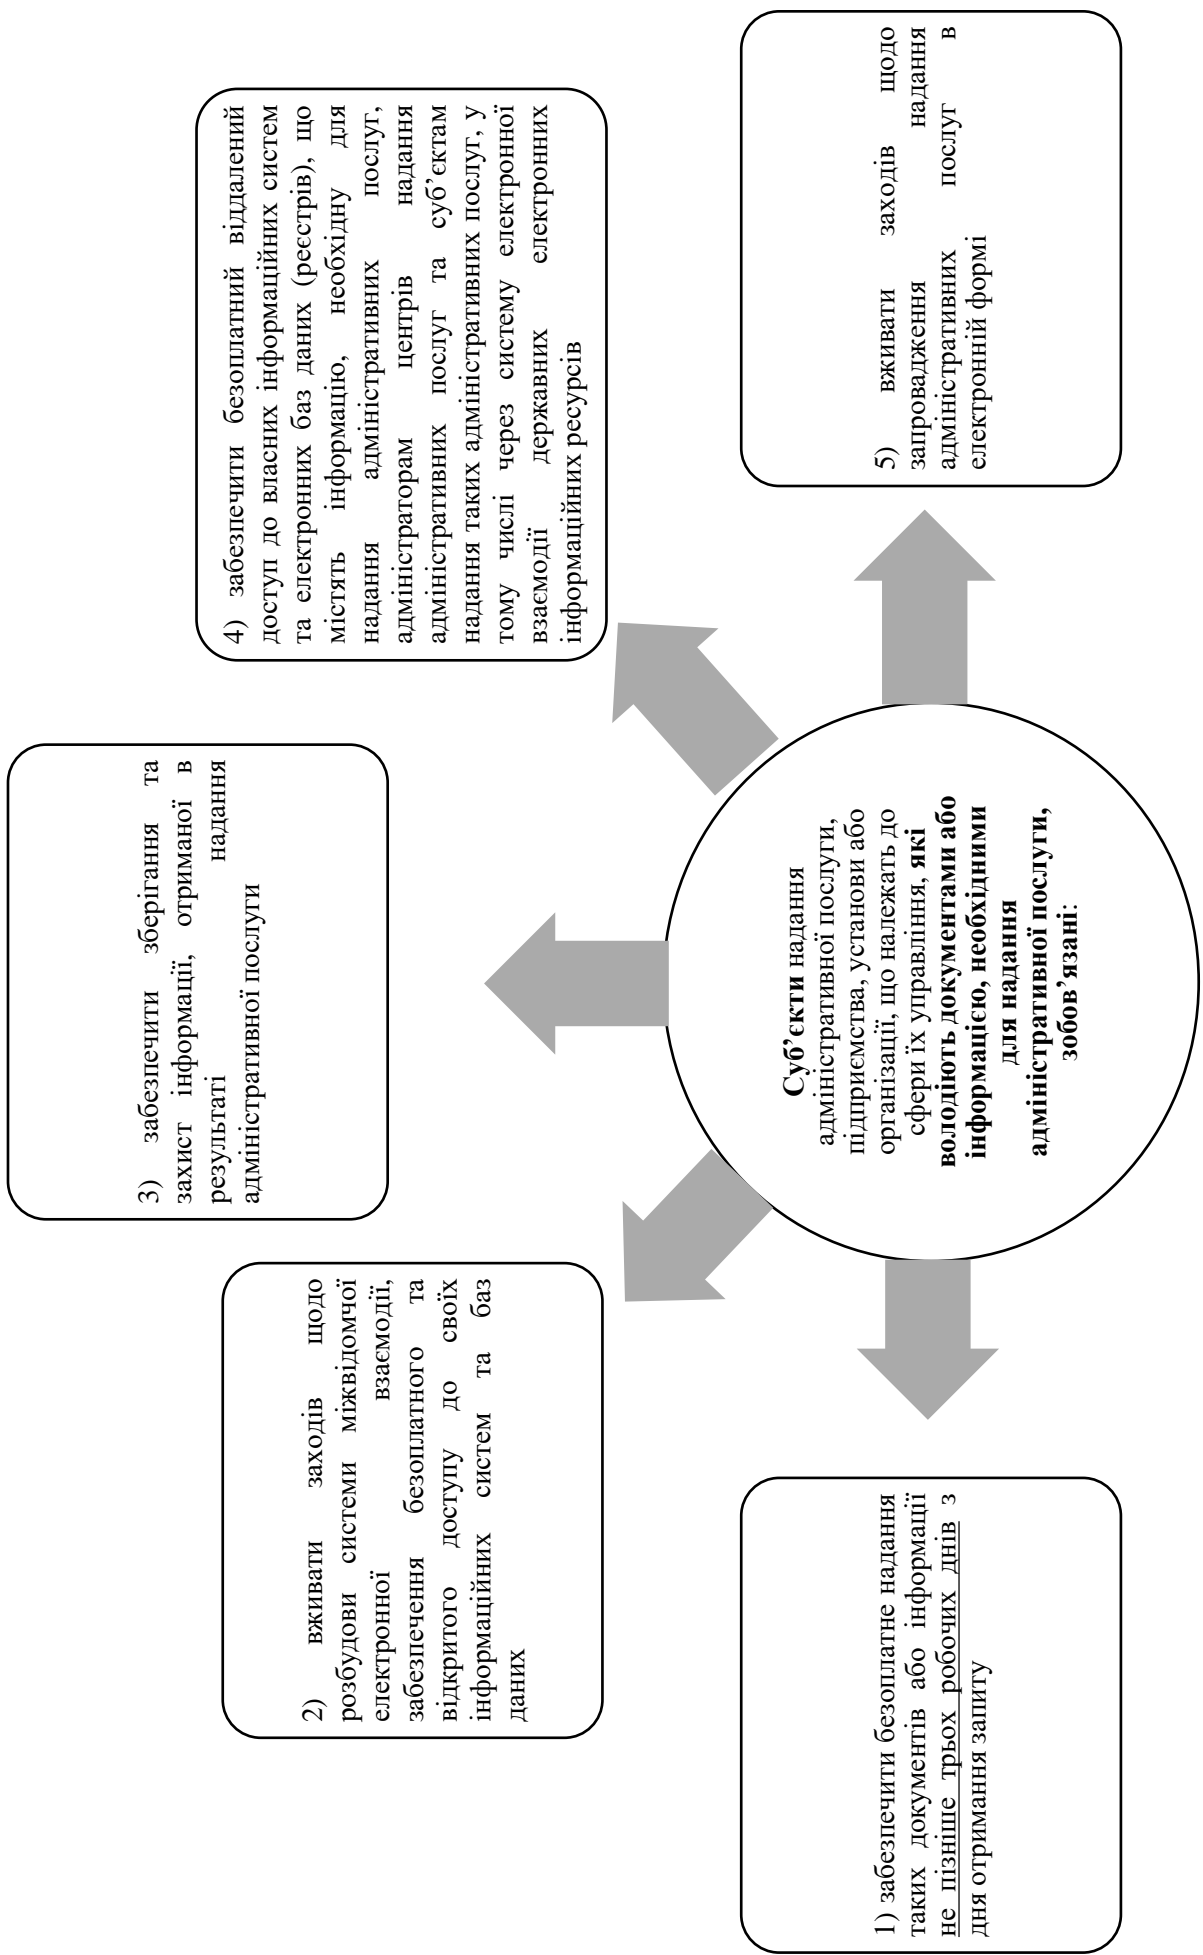 Суб’єкти надання
адміністративної послуги,
підприємства, установи або
організації, що належать до
сфери їх управління, які
володіють документами або
інформацією, необхідними
для надання
адміністративної послуги,
зобов’язані:
1) забезпечити безоплатне надання
таких документів або інформації
не пізніше трьох робочих днів з
дня отримання запиту
2) вживати заходів щодо
розбудови системи міжвідомчої
електронної взаємодії,
забезпечення безоплатного та
відкритого доступу до своїх
інформаційних систем та баз
даних
3) забезпечити зберігання та
захист інформації, отриманої в
результаті надання
адміністративної послуги
4) забезпечити безоплатний віддалений
доступ до власних інформаційних систем
та електронних баз даних (реєстрів), що
містять інформацію, необхідну для
надання адміністративних послуг,
адміністраторам центрів надання
адміністративних послуг та суб’єктам
надання таких адміністративних послуг, у
тому числі через систему електронної
взаємодії державних електронних
інформаційних ресурсів
5) вживати заходів щодо
запровадження надання
адміністративних послуг в
електронній формі